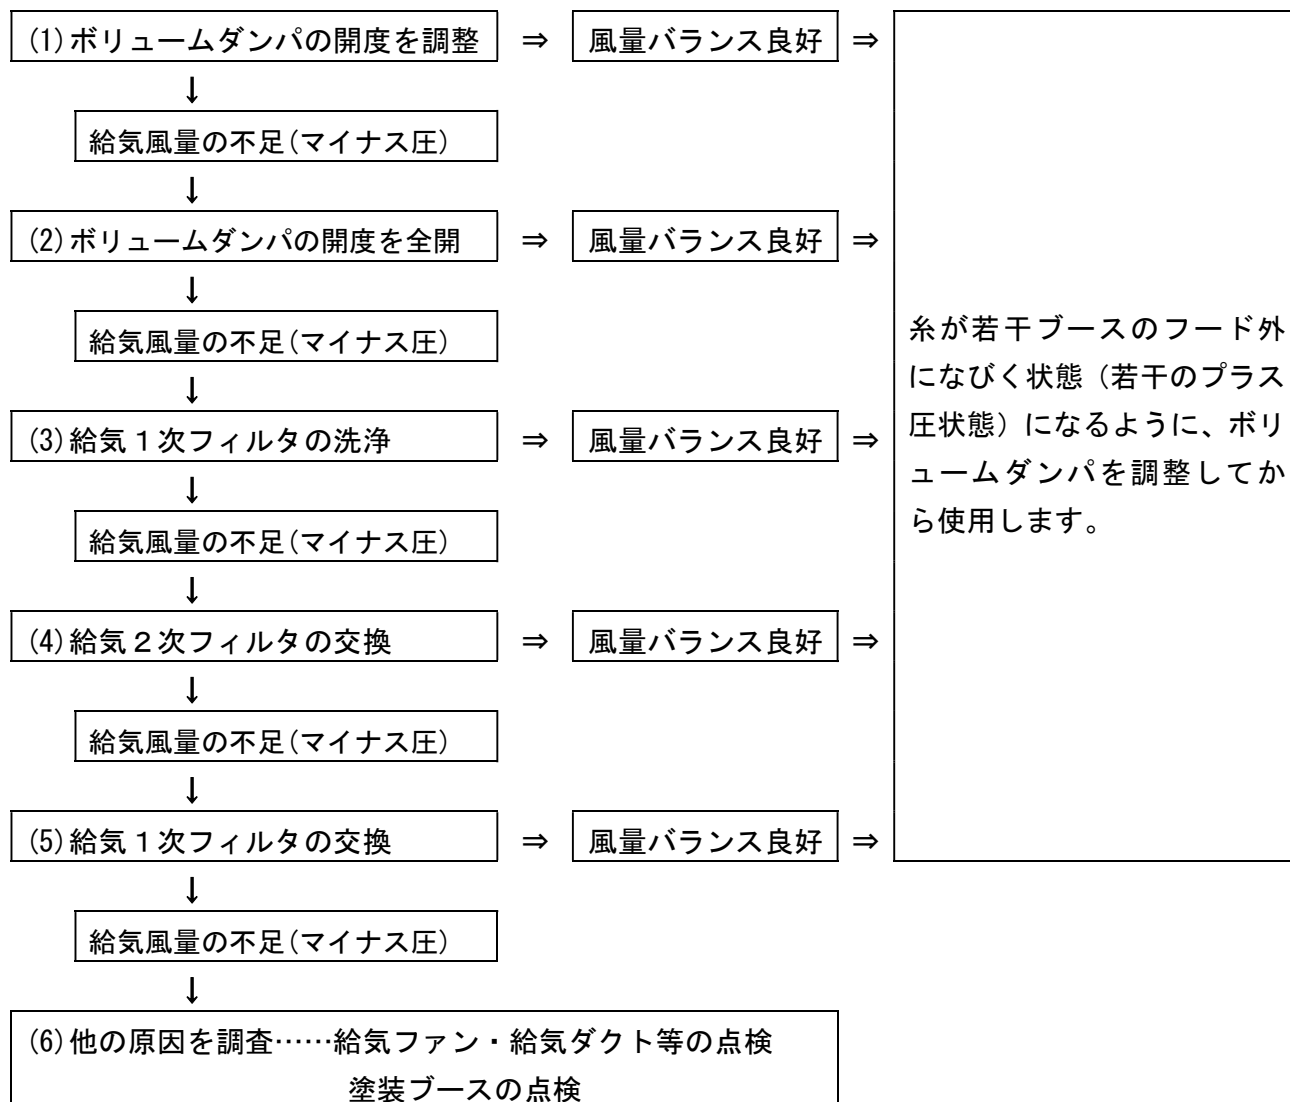 (1)ボリュームダンパの開度を調整 ⇒ 風量バランス良好 ⇒
↓
給気風量の不足(マイナス圧)
↓
(2)ボリュームダンパの開度を全開 ⇒ 風量バランス良好 ⇒
↓
給気風量の不足(マイナス圧)
↓
(3)給気1次フィルタの洗浄 ⇒ 風量バランス良好 ⇒
↓
給気風量の不足(マイナス圧)
↓
(4)給気2次フィルタの交換 ⇒ 風量バランス良好 ⇒
↓
給気風量の不足(マイナス圧)
↓
(5)給気1次フィルタの交換 ⇒ 風量バランス良好 ⇒
↓
給気風量の不足(マイナス圧)
↓
(6)他の原因を調査……給気ファン・給気ダクト等の点検
塗装ブースの点検
糸が若干ブースのフード外
になびく状態（若干のプラス
圧状態）になるように、ボリ
ュームダンパを調整してか
ら使用します。